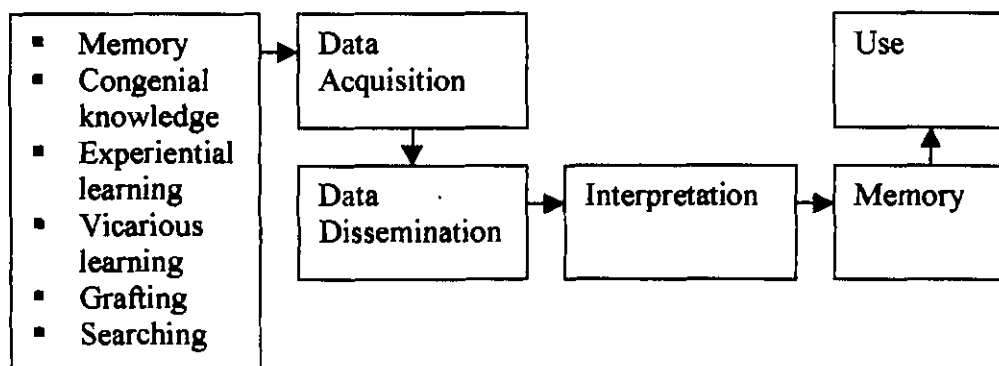 ▪ Memory
▪ Congenial
knowledge
▪ Experiential
learning
▪ Vicarious
learning
▪ Grafting
▪ Searching
Data
Acquisition
Data
Dissemination
Interpretation
Memory
Use